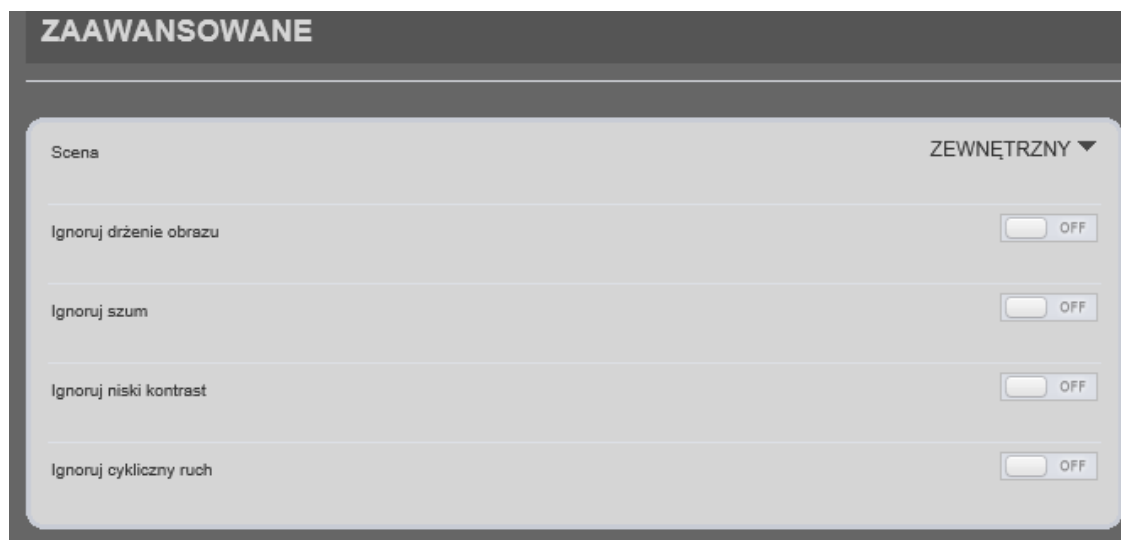 ZAAWANSOWANE
Scena ZEWNĘTRZNY
Ignoruj drżenie obrazu OFF
Ignoruj szum OFF
Ignoruj niski kontrast OFF
Ignoruj cykliczny ruch OFF